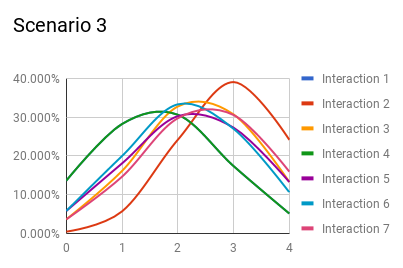 Scenario 3
40.000%
30.000%
20.000%
10.000%
0.000%
0 1 2 3 4
Interaction 1
Interaction 2
Interaction 3
Interaction 4
Interaction 5
Interaction 6
Interaction 7